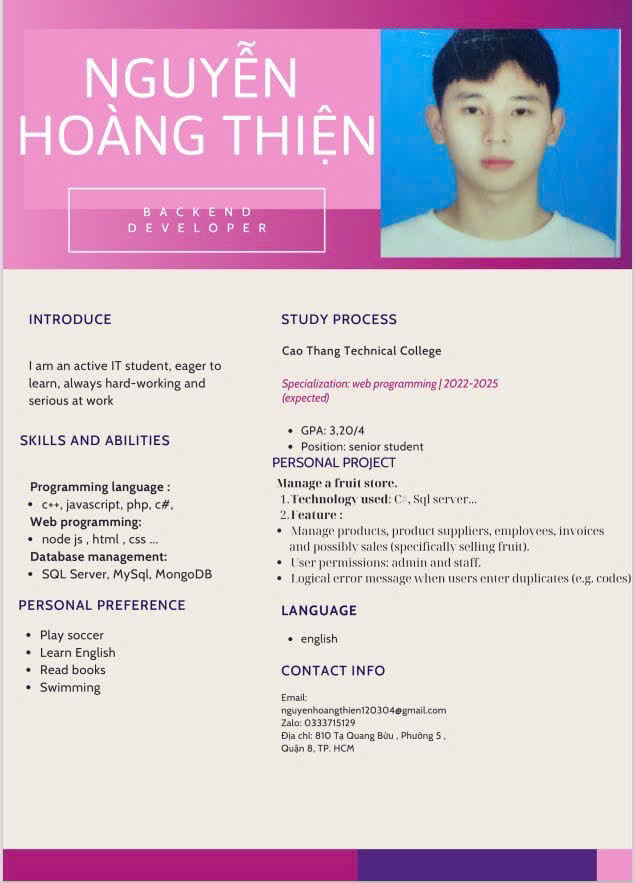 NGUYỄN
HOÀNG THIỆN
BACKEND
DEVELOPER
INTRODUCE
I am an active IT student, eager to
learn, always hard-working and
serious at work
SKILLS AND ABILITIES
Programming language :
• c++, javascript, php, c#,
Web programming:
• node js , html , css ...
Database management:
• SQL Server, MySql, MongoDB
PERSONAL PREFERENCE
• Play soccer
• Learn English
• Read books
• Swimming
STUDY PROCESS
Cao Thang Technical College
Specialization: web programming | 2022-2025
(expected)
• GPA: 3,20/4
• Position: senior student
PERSONAL PROJECT
Manage a fruit store.
1. Technology used: C#, Sql server...
2. Feature :
• Manage products, product suppliers, employees, invoices
and possibly sales (specifically selling fruit).
• User permissions: admin and staff.
• Logical error message when users enter duplicates (e.g. codes)
LANGUAGE
• english
CONTACT INFO
Email:
nguyenhoangthien120304@gmail.com
Zalo: 0333715129
Địa chỉ: 810 Tạ Quang Bửu , Phường 5 ,
Quận 8, TP. HCM